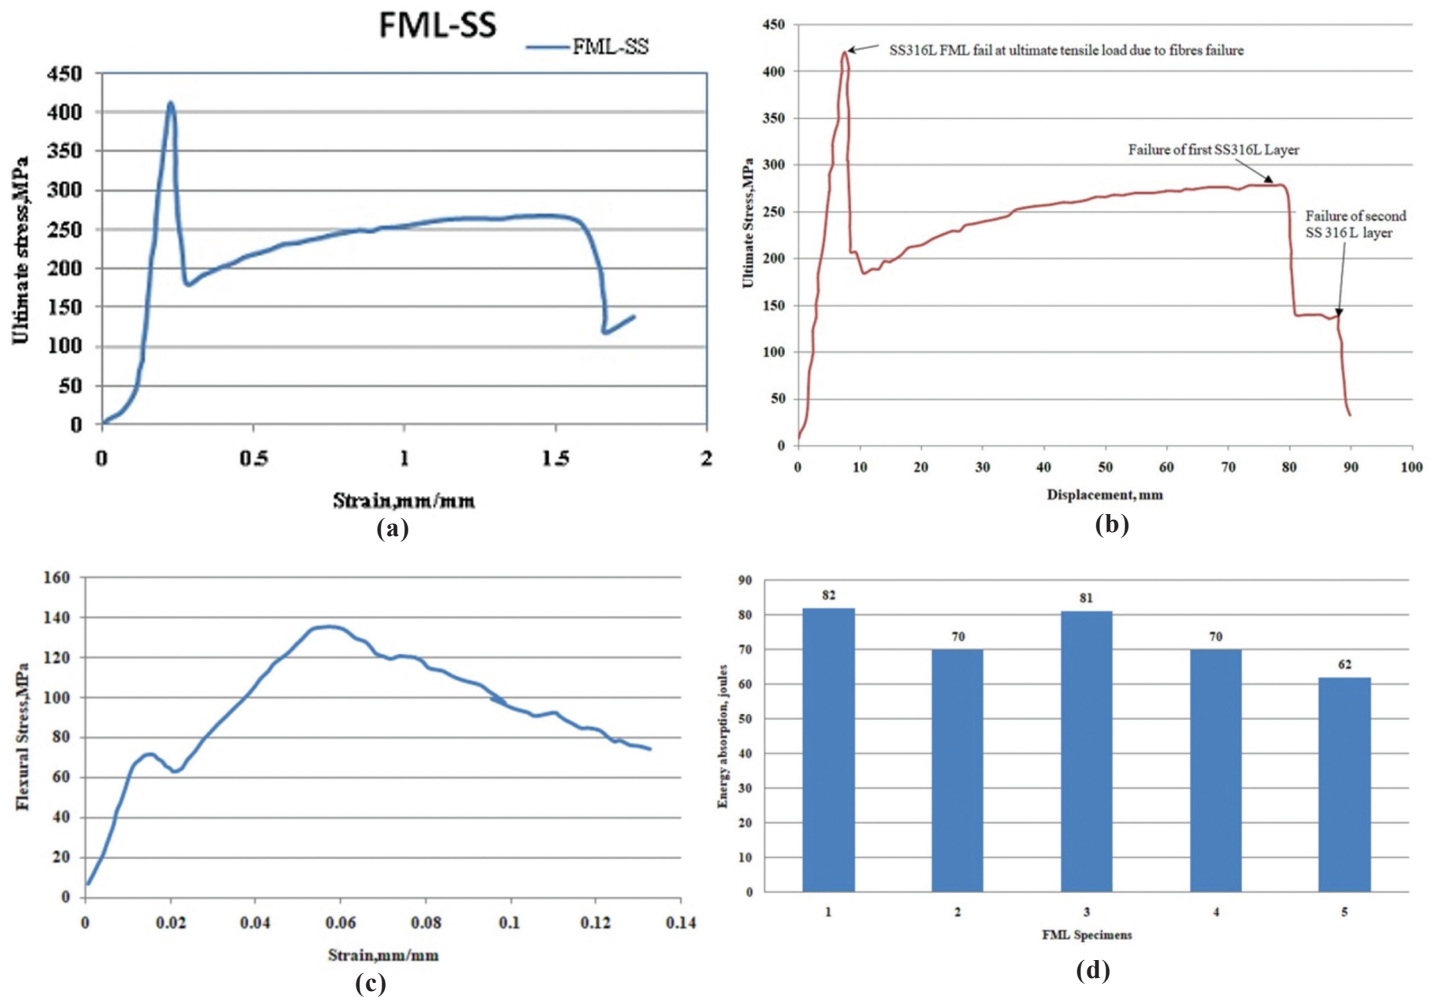 FML-SS
FML-SS
450
400
350
300
250
200
150
100
50
0
0 0.5 1 1.5 2
Ultimate stress,MPa
Strain,mm/mm
(a)
450
400
350
300
250
200
150
100
50
0
0 10 20 30 40 50 60 70 80 90 100
Ultimate Stress,MPa
SS316L FML fail at ultimate tensile load due to fibres failure
Failure of first SS316L Layer
Failure of second
SS 316 L layer
Displacement, mm
(b)
160
140
120
100
80
60
40
20
0
0 0.02 0.04 0.06 0.08 0.1 0.12 0.14
Flexural Stress,MPa
Strain,mm/mm
(c)
90
80
70
60
50
40
30
20
10
0
82 70 81 70 62
1 2 3 4 5
Energy absorption, joules
FML Specimens
(d)